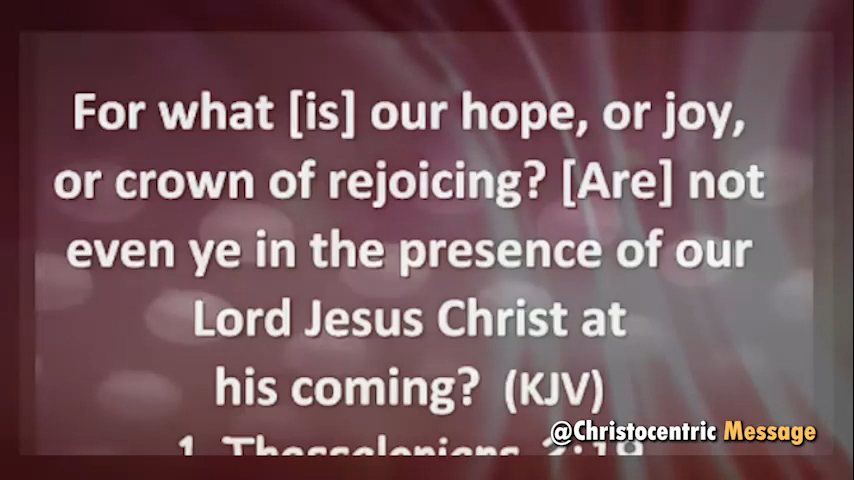 For what [is] our hope, or joy,
or crown of rejoicing? [Are] not
even ye in the presence of our
Lord Jesus Christ at
his coming? (KJV)
@Christocentric Message
1 Thessalonians 2:19